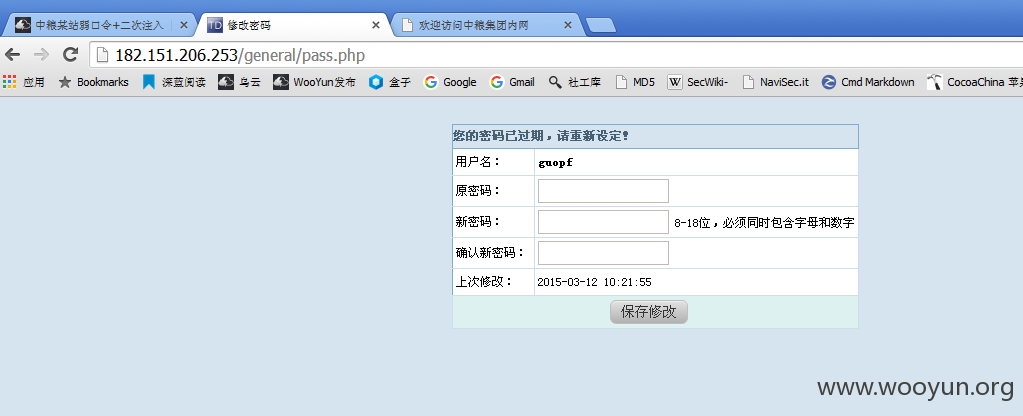 中粮某站弱口令+二次注入
TD 修改密码
欢迎访问中粮集团内网
182.151.206.253/general/pass.php
应用 Bookmarks 深蓝阅读 乌云 WooYun发布 盒子 Google Gmail 社工库 MD5 W SecWiki- NaviSec.it Cmd Markdown CocoaChina 苹果
您的密码已过期，请重新设定！
用户名： guopf
原密码：
新密码： 8-18位，必须同时包含字母和数字
确认新密码：
上次修改： 2015-03-12 10:21:55
保存修改
www.wooyun.org